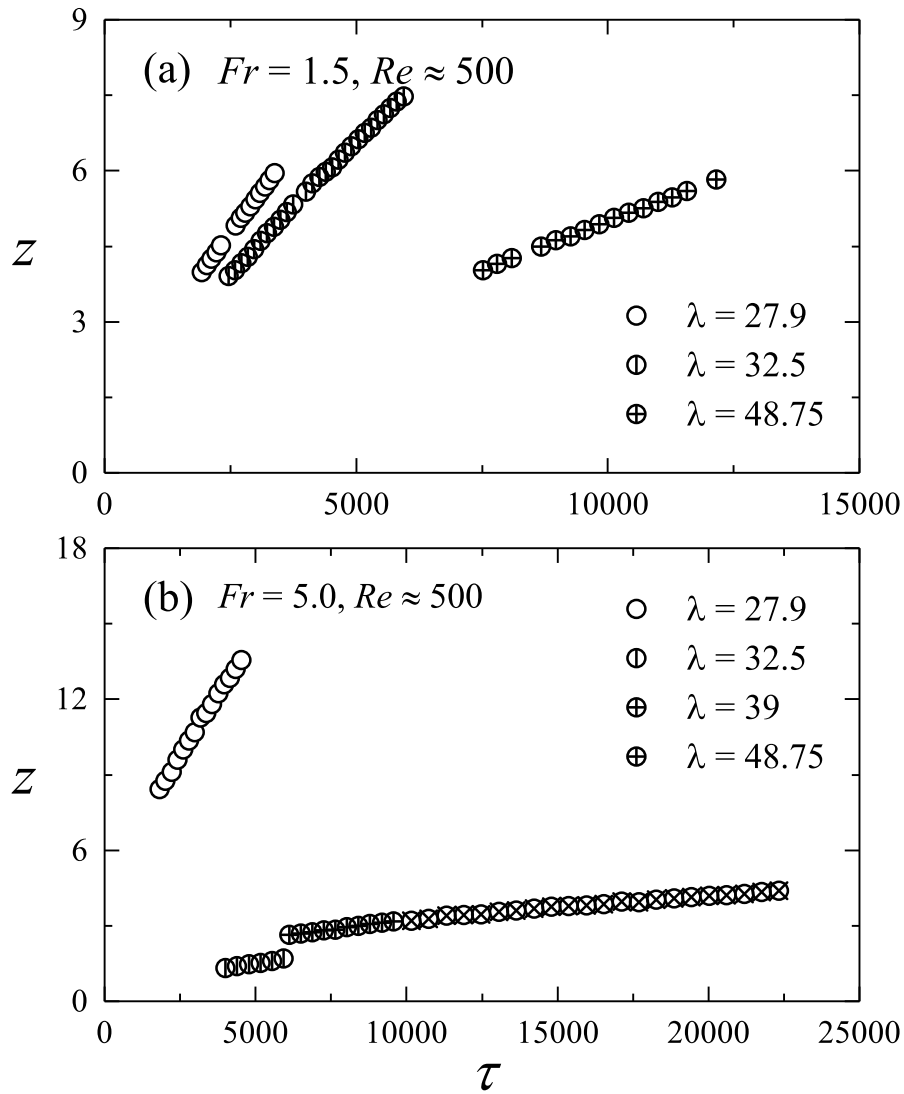 9
(a) Fr = 1.5, Re ≈ 500
6
z
3
λ = 27.9
λ = 32.5
λ = 48.75
0
0 5000 10000 15000
18
(b) Fr = 5.0, Re ≈ 500
λ = 27.9
λ = 32.5
12
λ = 39
z
λ = 48.75
6
0
0 5000 10000 15000 20000 25000
τ